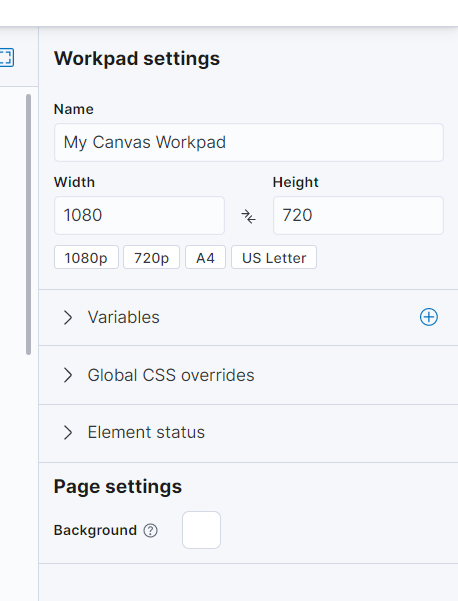 Workpad settings
Name
My Canvas Workpad
Width Height
1080 720
1080p 720p A4 US Letter
Variables
Global CSS overrides
Element status
Page settings
Background